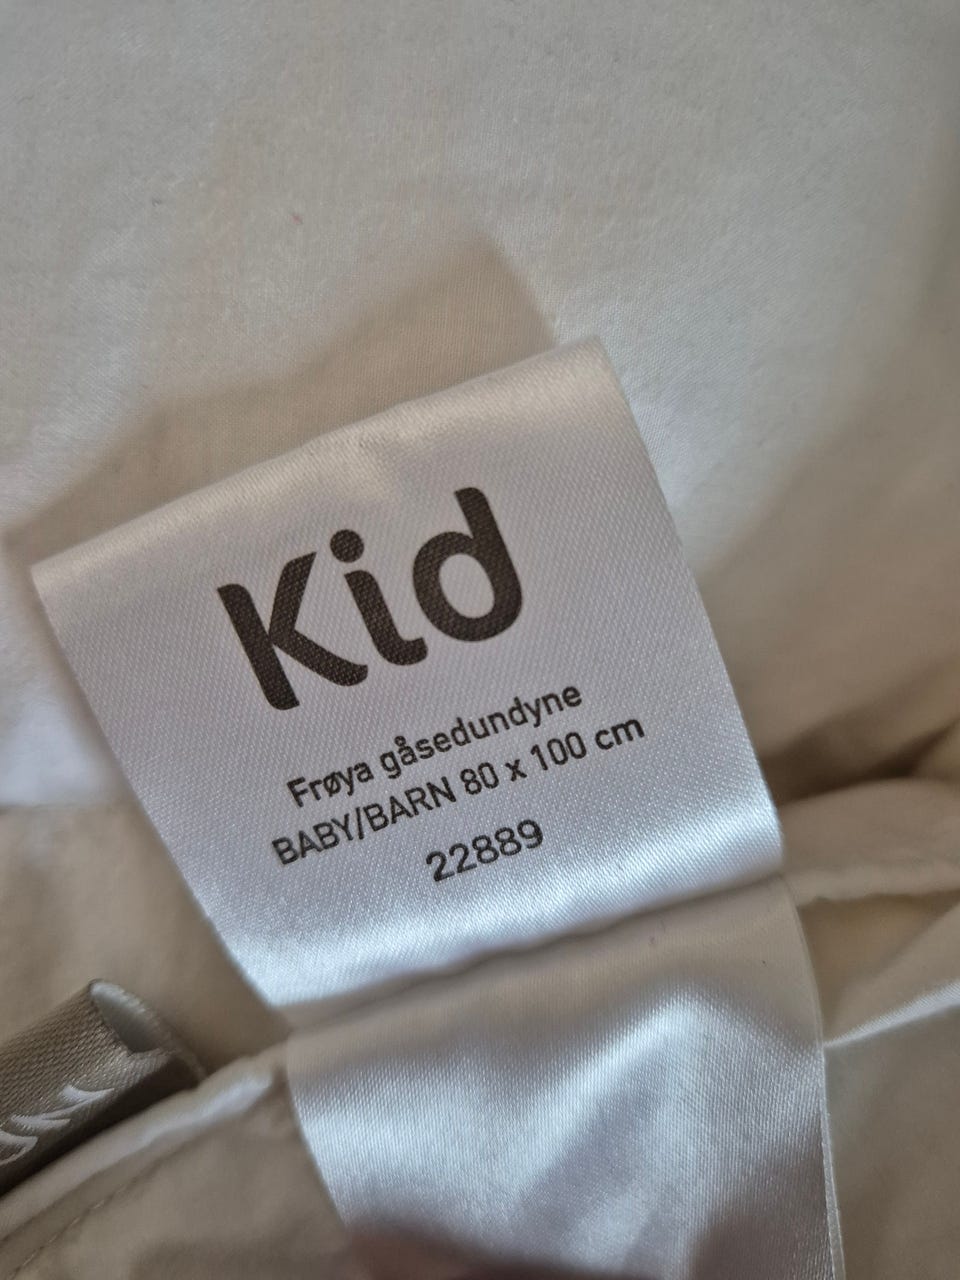 Kid
Frøya gåsedundyne
BABY/BARN 80 x 100 cm
22889